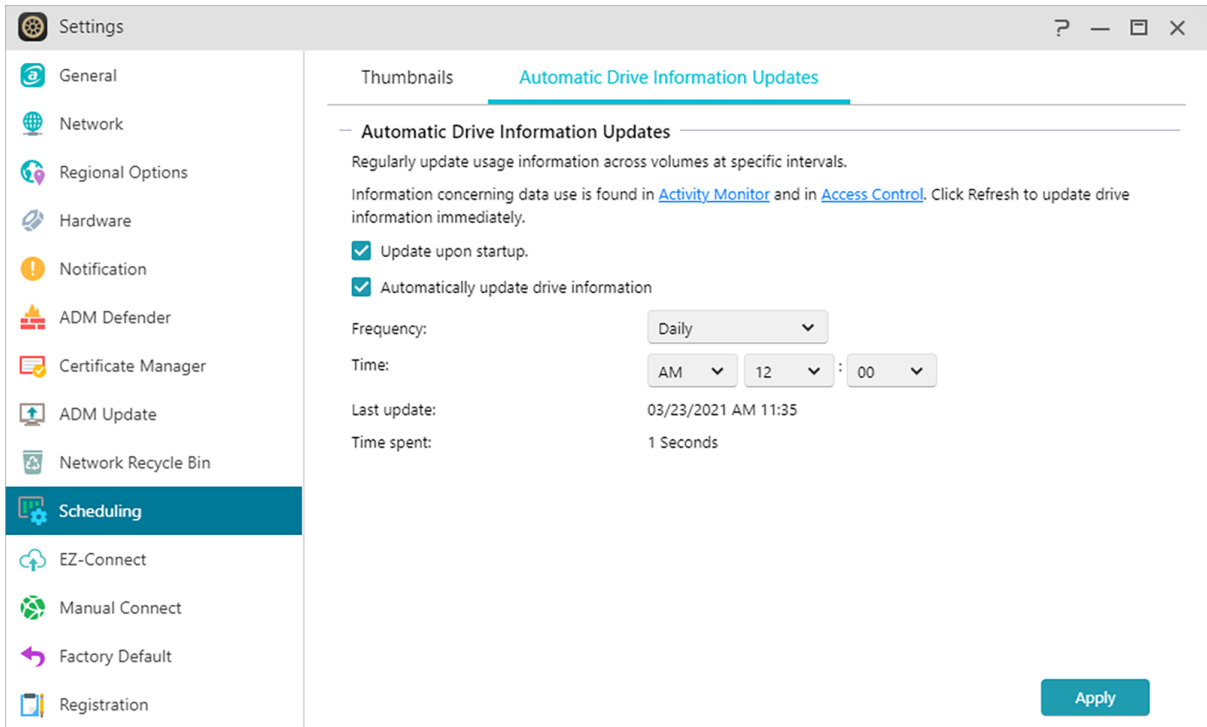 Settings
General
Network
Regional Options
Hardware
Notification
ADM Defender
Certificate Manager
ADM Update
Network Recycle Bin
Scheduling
EZ-Connect
Manual Connect
Factory Default
Registration
Thumbnails
Automatic Drive Information Updates
Automatic Drive Information Updates
Regularly update usage information across volumes at specific intervals.
Information concerning data use is found in Activity Monitor and in Access Control. Click Refresh to update drive
information immediately.
Update upon startup.
Automatically update drive information
Frequency: Daily
Time: AM 12 : 00
Last update: 03/23/2021 AM 11:35
Time spent: 1 Seconds
Apply